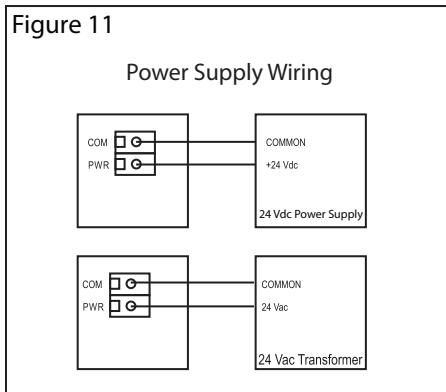 Figure 11
Power Supply Wiring
COM
COMMON
PWR
+24 Vdc
24 Vdc Power Supply
COM
COMMON
PWR
24 Vac
24 Vac Transformer